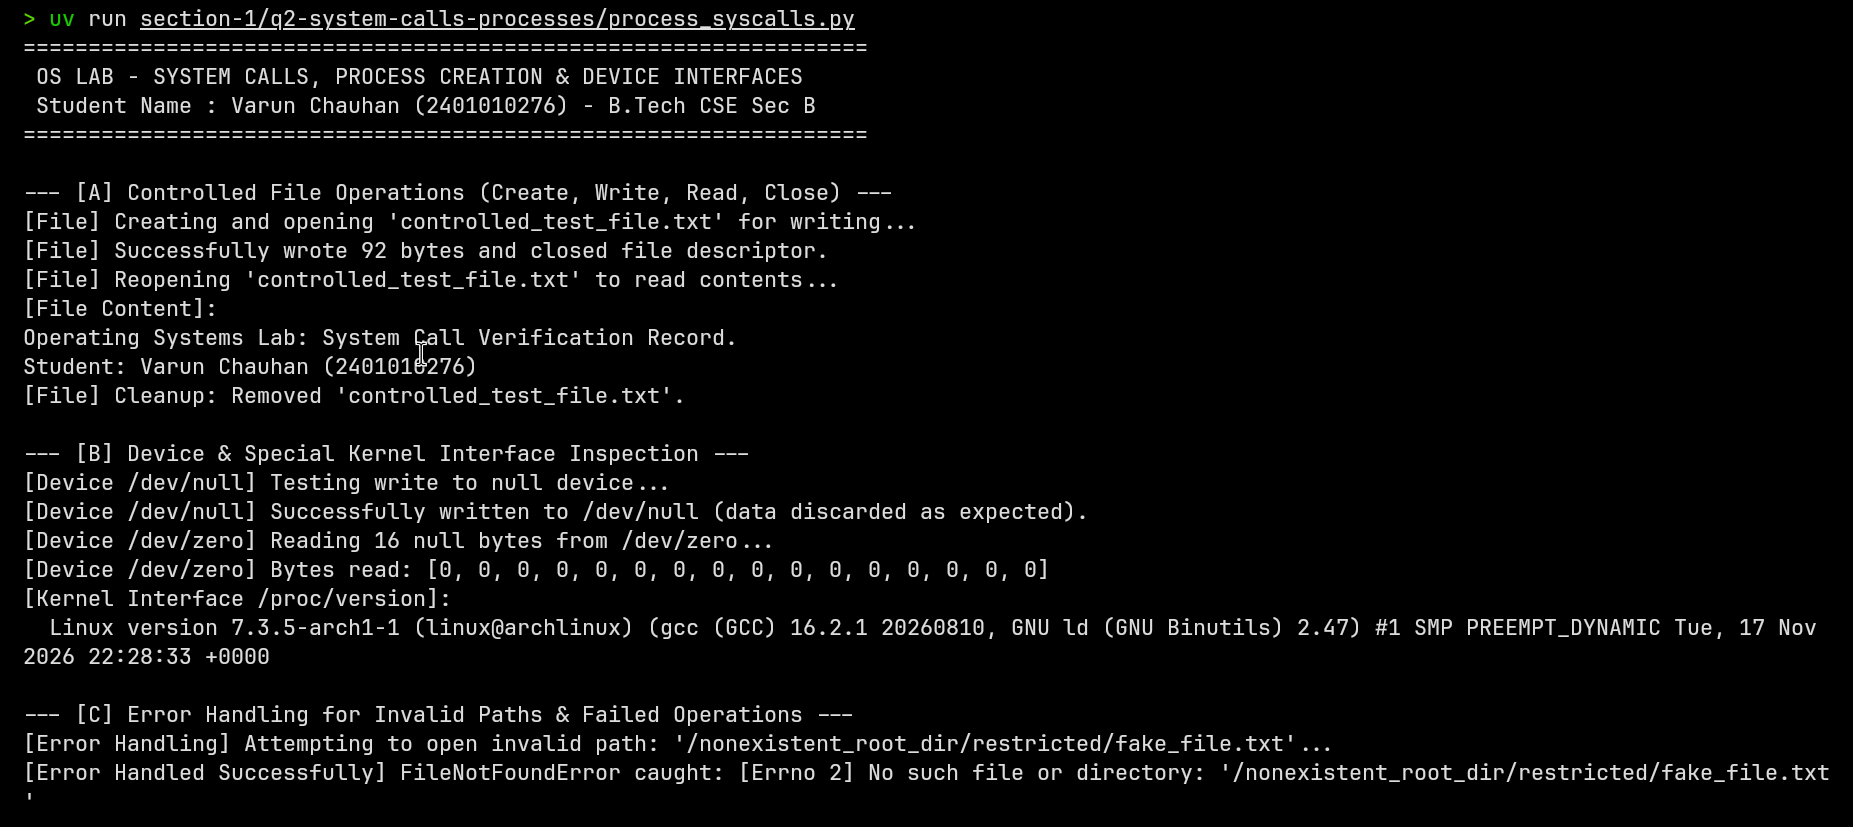 > uv run section-1/q2-system-calls-processes/process_syscalls.py
=================================================================
OS LAB - SYSTEM CALLS, PROCESS CREATION & DEVICE INTERFACES
Student Name : Varun Chauhan (2401010276) - B.Tech CSE Sec B
=================================================================
--- [A] Controlled File Operations (Create, Write, Read, Close) ---
[File] Creating and opening 'controlled_test_file.txt' for writing...
[File] Successfully wrote 92 bytes and closed file descriptor.
[File] Reopening 'controlled_test_file.txt' to read contents...
[File Content]:
Operating Systems Lab: System Call Verification Record.
Student: Varun Chauhan (2401010276)
[File] Cleanup: Removed 'controlled_test_file.txt'.
--- [B] Device & Special Kernel Interface Inspection ---
[Device /dev/null] Testing write to null device...
[Device /dev/null] Successfully written to /dev/null (data discarded as expected).
[Device /dev/zero] Reading 16 null bytes from /dev/zero...
[Device /dev/zero] Bytes read: [0, 0, 0, 0, 0, 0, 0, 0, 0, 0, 0, 0, 0, 0, 0, 0]
[Kernel Interface /proc/version]:
Linux version 7.3.5-arch1-1 (linux@archlinux) (gcc (GCC) 16.2.1 20260810, GNU ld (GNU Binutils) 2.47) #1 SMP PREEMPT_DYNAMIC Tue, 17 Nov
2026 22:28:33 +0000
--- [C] Error Handling for Invalid Paths & Failed Operations ---
[Error Handling] Attempting to open invalid path: '/nonexistent_root_dir/restricted/fake_file.txt'...
[Error Handled Successfully] FileNotFoundError caught: [Errno 2] No such file or directory: '/nonexistent_root_dir/restricted/fake_file.txt
'